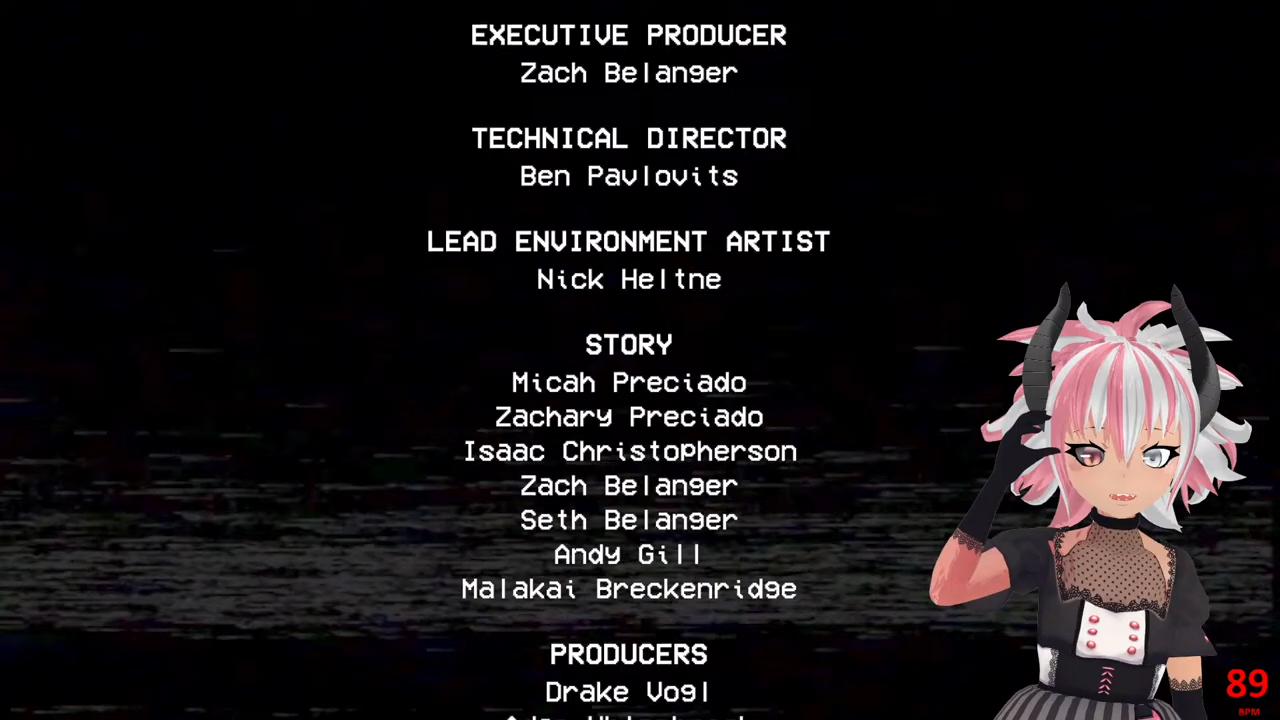 EXECUTIVE PRODUCER
Zach Belanger
TECHNICAL DIRECTOR
Ben Pavlovits
LEAD ENVIRONMENT ARTIST
Nick Heltne
STORY
Micah Preciado
Zachary Preciado
Isaac Christopherson
Zach Belanger
Seth Belanger
Andy Gill
Malakai Breckenridge
PRODUCERS
Drake Vogl
89
BPM